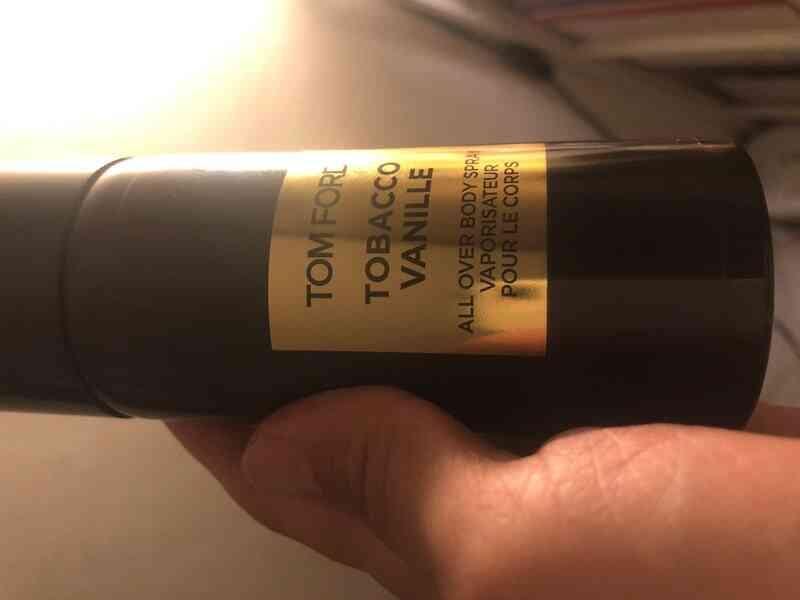 TOM FORD
TOBACCO
VANILLE
ALL OVER BODY SPRAY
VAPORISATEUR
POUR LE CORPS